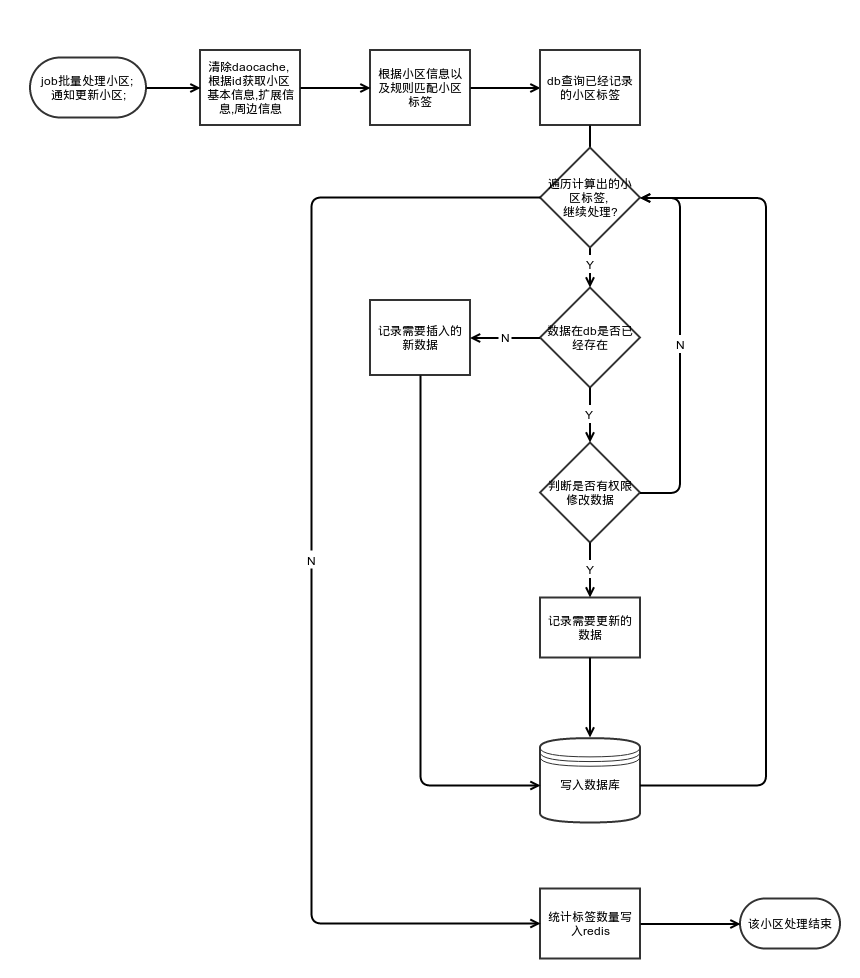 job批量处理小区;
通知更新小区;
清除daocache,
根据id获取小区
基本信息,扩展信
息,周边信息
根据小区信息以
及规则匹配小区
标签
db查询已经记录
的小区标签
遍历计算出的小
区标签,
继续处理?
Y
记录需要插入的
新数据
N
数据在db是否已
经存在
N
Y
判断是否有权限
修改数据
N
Y
记录需要更新的
数据
写入数据库
统计标签数量写
入redis
该小区处理结束